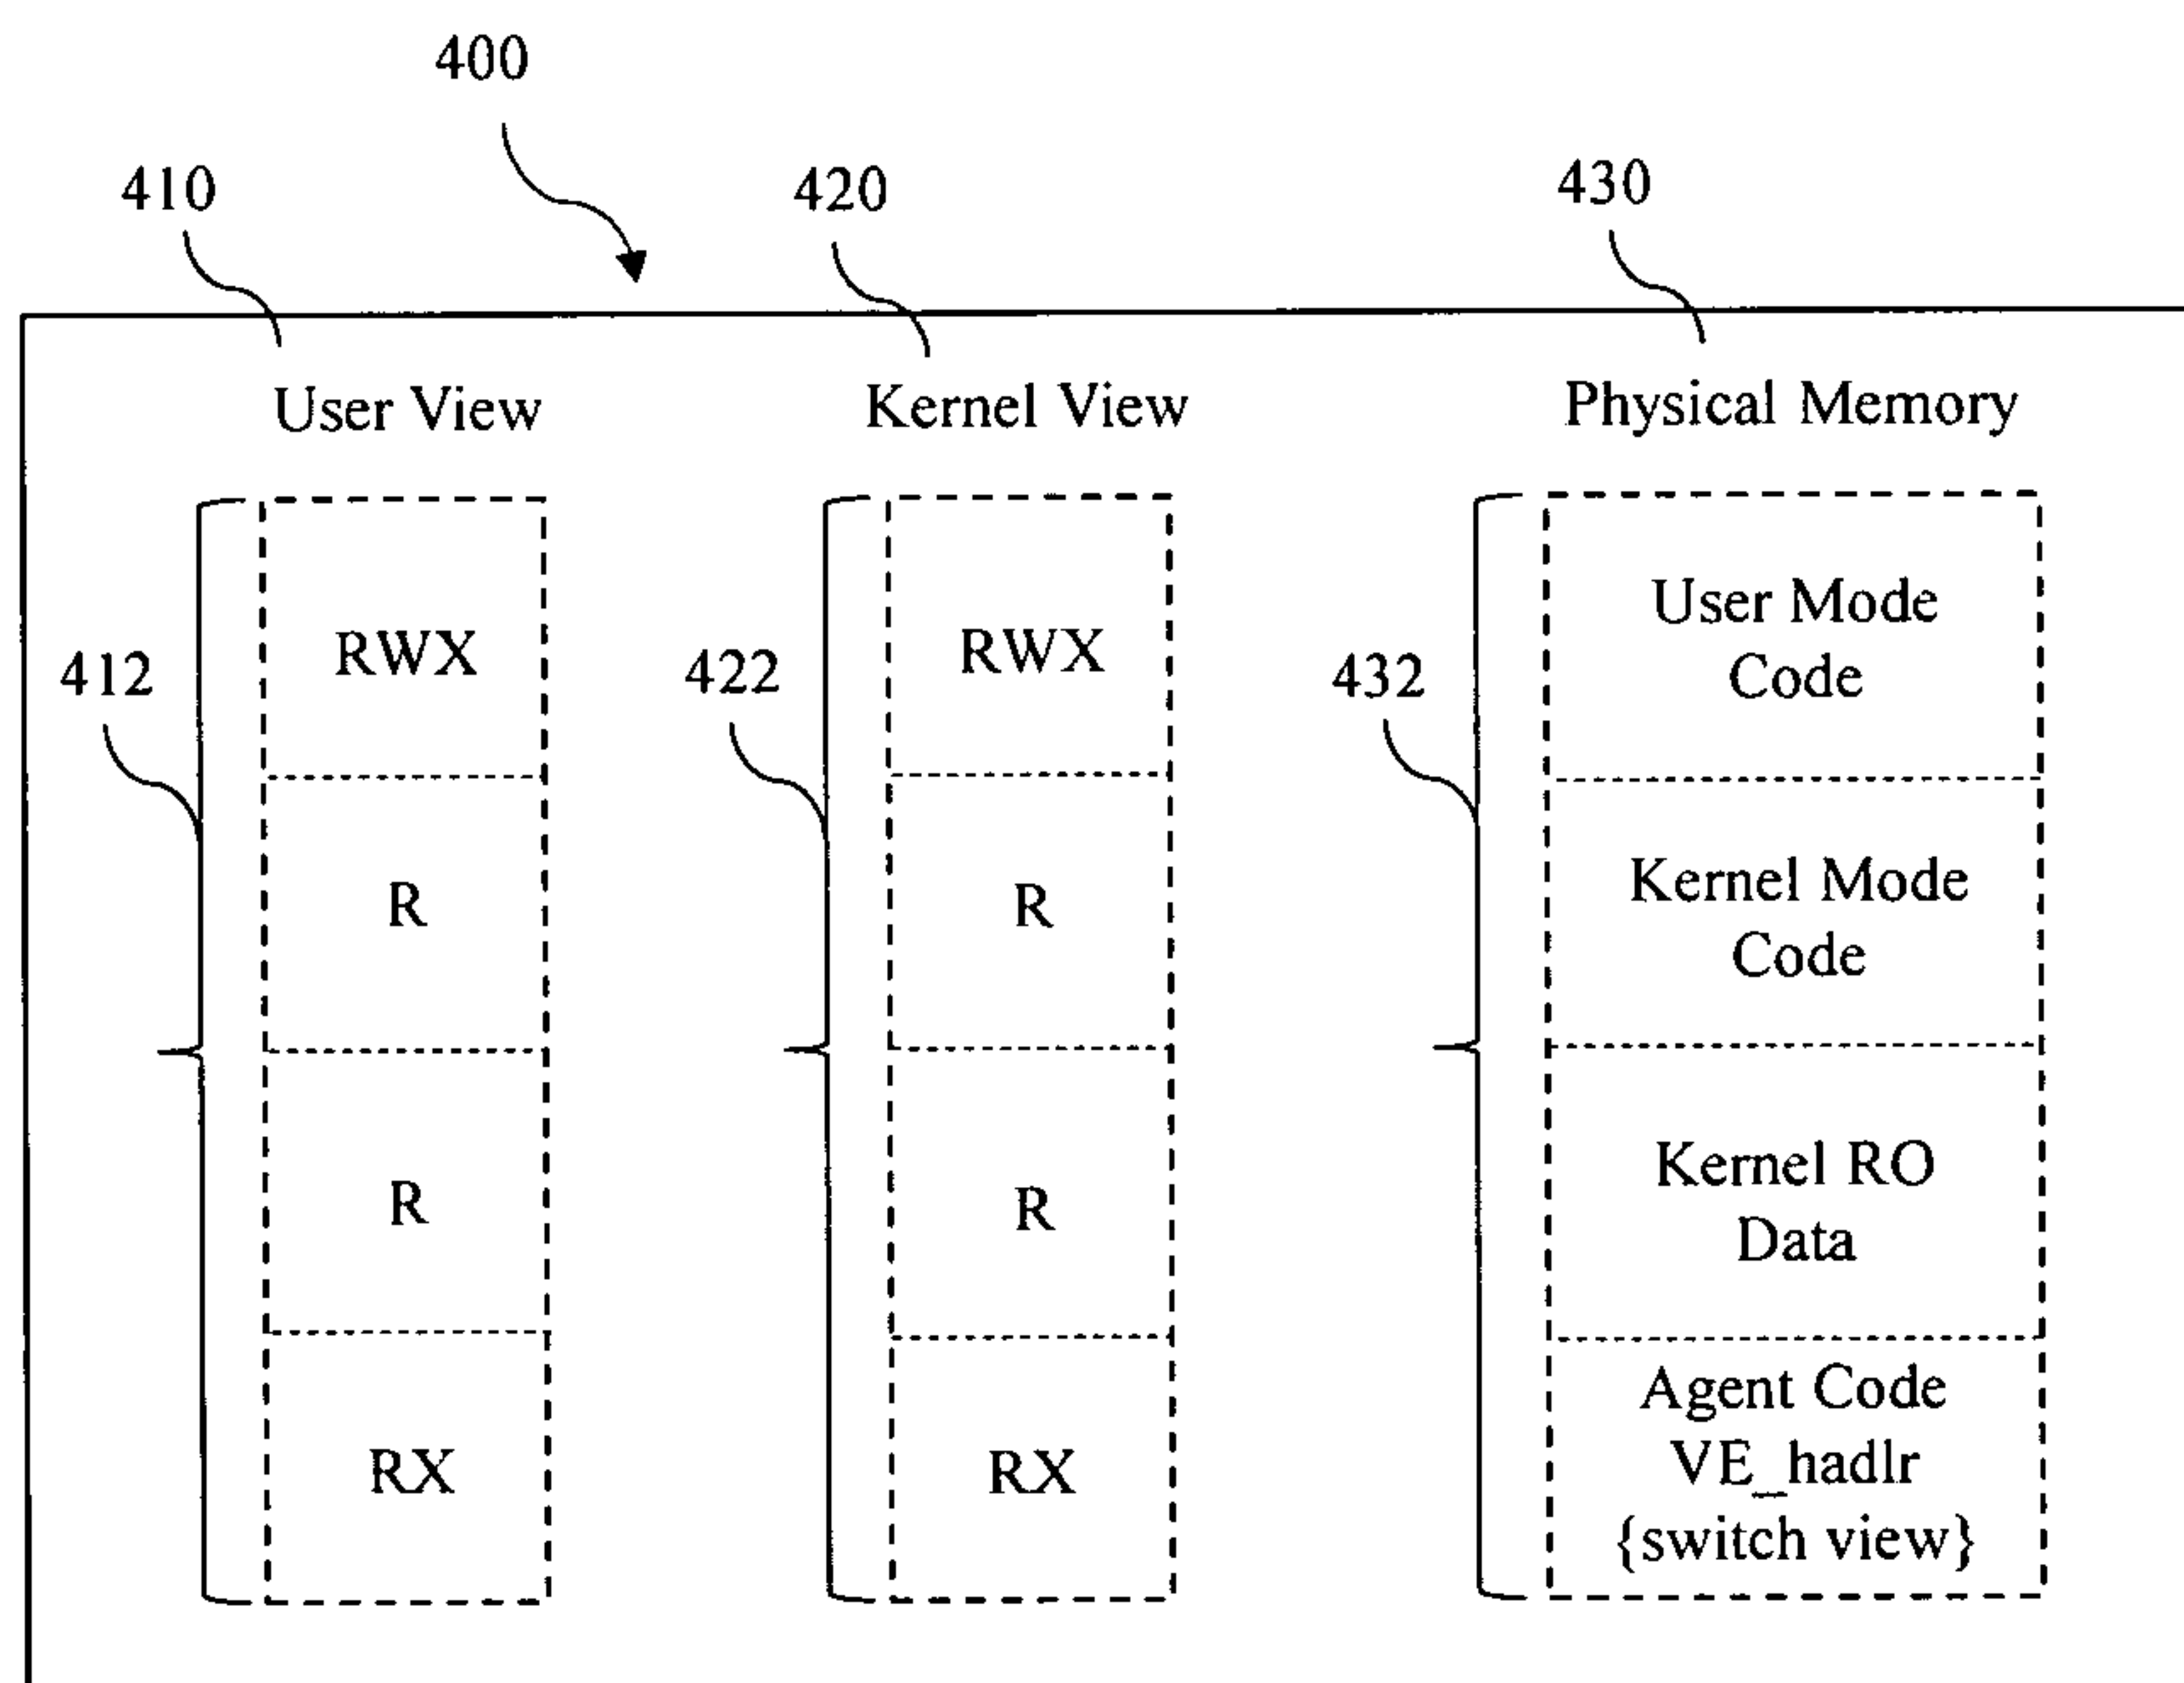 400
410
420
430
User View
Kernel View
Physical Memory
412
422
432
RWX
RWX
User Mode
Code
R
R
Kernel Mode
Code
R
R
Kernel RO
Data
RX
RX
Agent Code
VE_hadlr
{switch view}